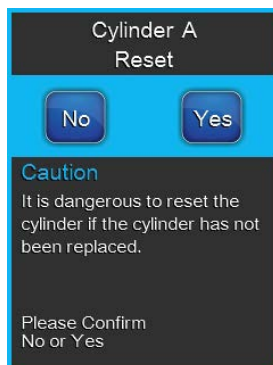 Cylinder A
Reset
No
Yes
Caution
It is dangerous to reset the
cylinder if the cylinder has not
been replaced.
Please Confirm
No or Yes